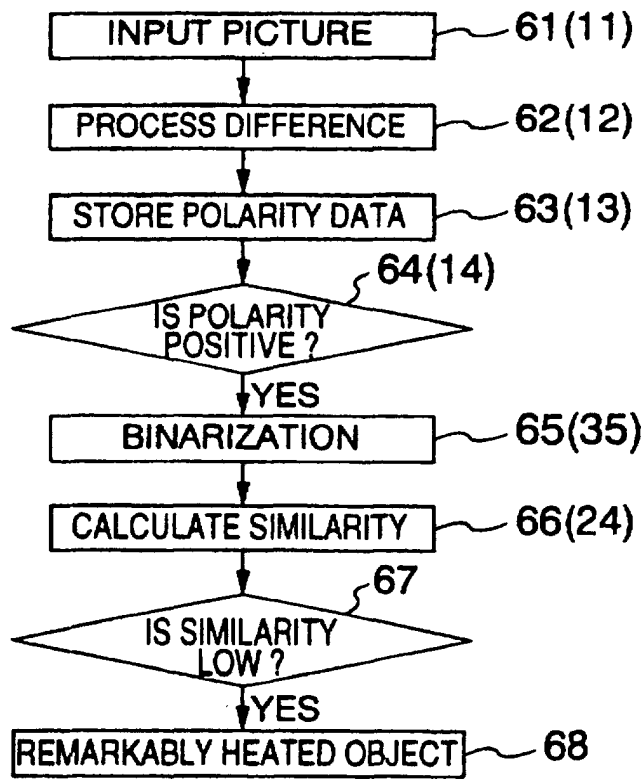 INPUT PICTURE
61(11)
PROCESS DIFFERENCE
62(12)
STORE POLARITY DATA
63(13)
64(14)
IS POLARITY
POSITIVE ?
YES
BINARIZATION
65(35)
CALCULATE SIMILARITY
66(24)
67
IS SIMILARITY
LOW ?
YES
REMARKABLY HEATED OBJECT
68